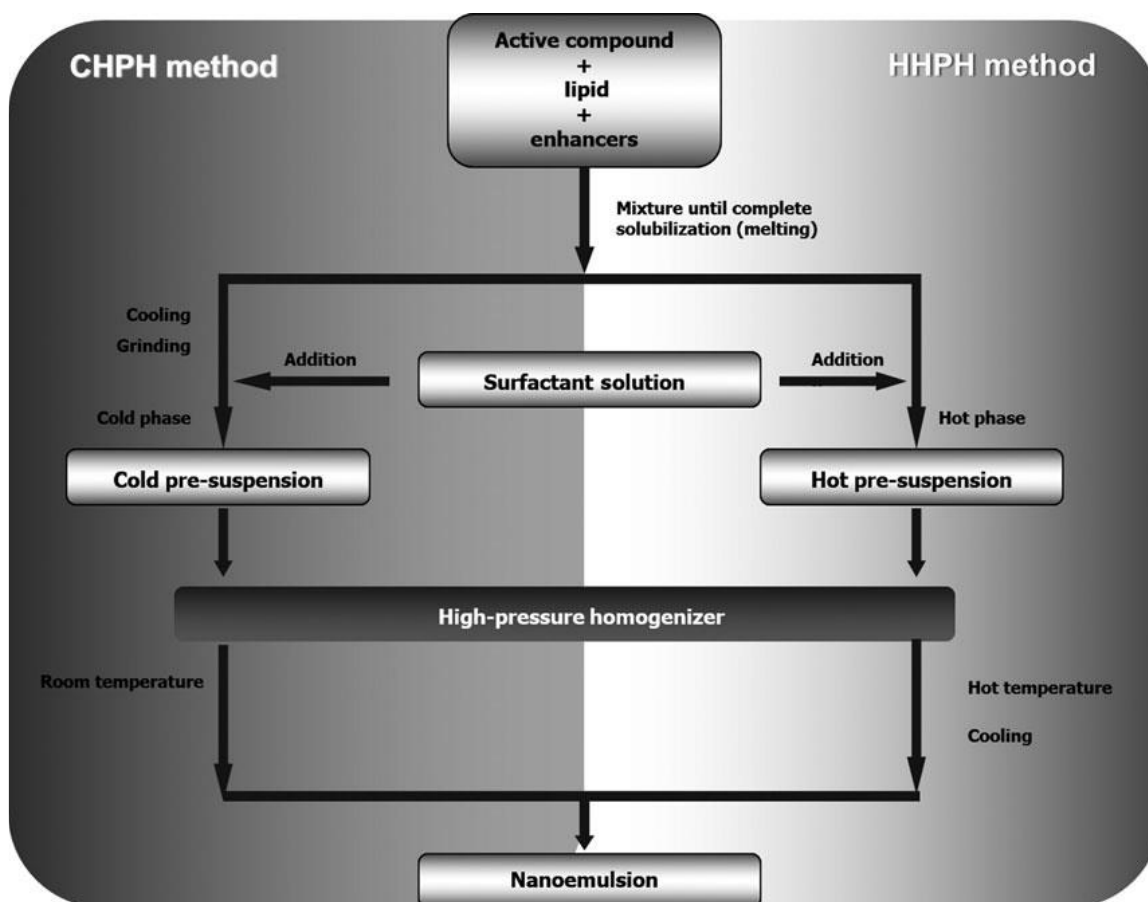 CHPH method
Active compound
+
lipid
+
enhancers
HHPH method
Mixture until complete
solubilization (melting)
Cooling
Grinding
Addition
Surfactant solution
Addition
Cold phase
Hot phase
Cold pre-suspension
Hot pre-suspension
High-pressure homogenizer
Room temperature
Hot temperature
Cooling
Nanoemulsion